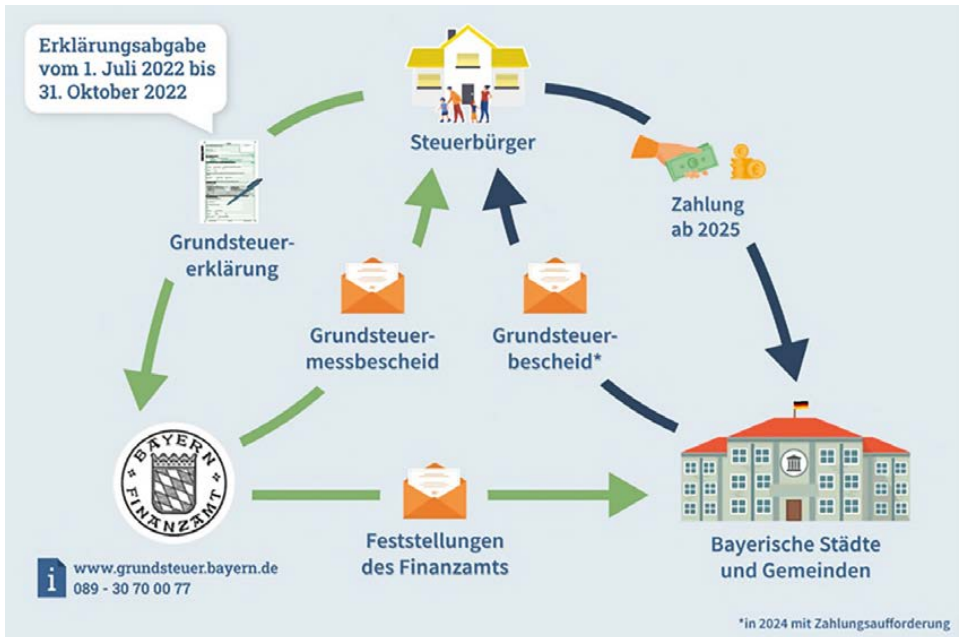 Erklärungsabgabe
vom 1. Juli 2022 bis
31. Oktober 2022
Steuerbürger
Grundsteuer-
erklärung
Zahlung
ab 2025
Grundsteuer-
messbescheid
Grundsteuer-
bescheid*
BAYERN
FINANZAMT
Feststellungen
des Finanzamts
Bayerische Städte
und Gemeinden
i
www.grundsteuer.bayern.de
089 - 30 70 00 77
*in 2024 mit Zahlungsaufforderung